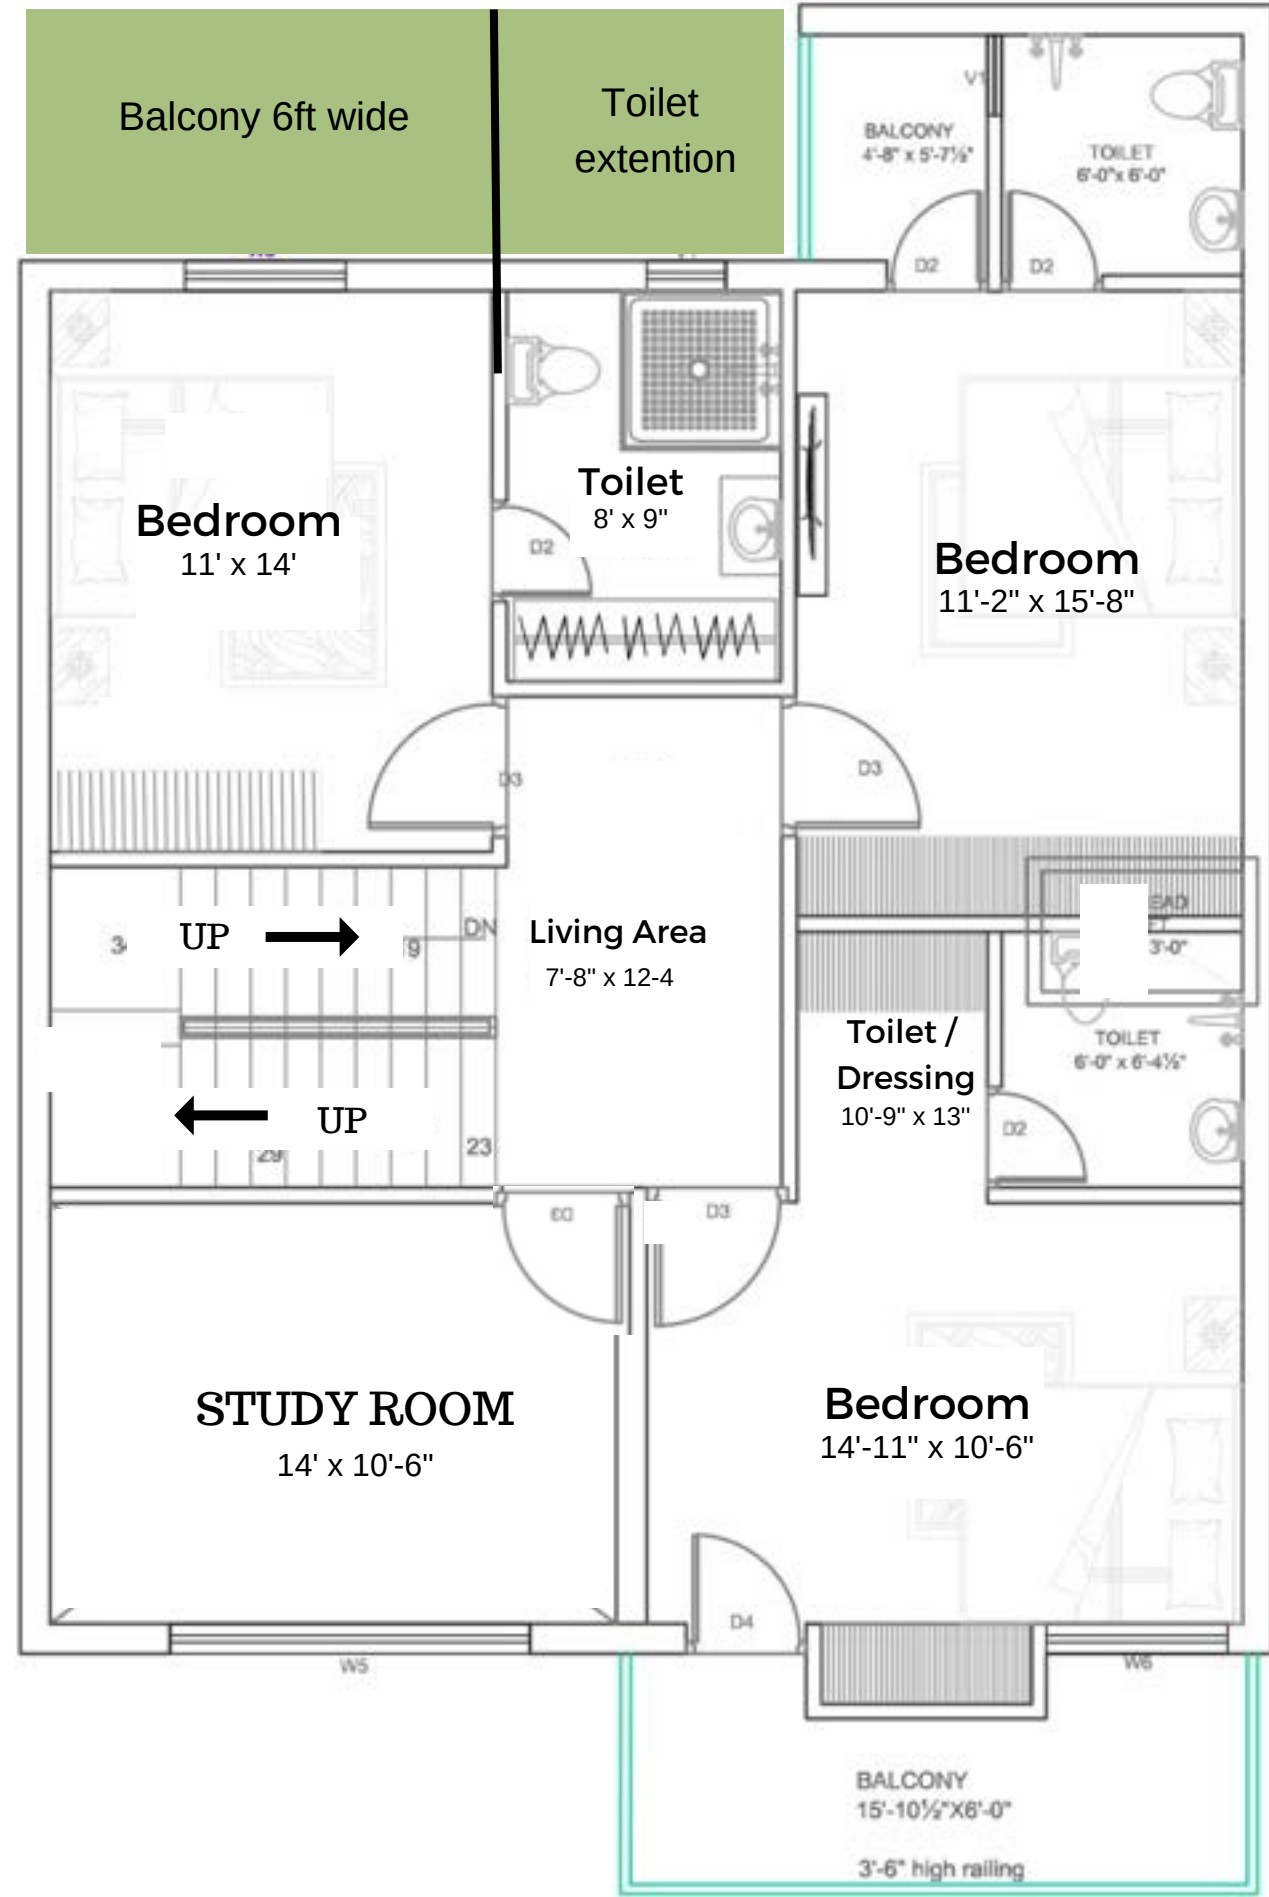 Balcony 6ft wide
Toilet
extention
V1
BALCONY
4'-8" x 5'-7½"
TOILET
6'-0"x 6'-0"
D2
D2
Toilet
8' x 9"
D2
Bedroom
11' x 14'
Bedroom
11'-2" x 15'-8"
D3
D3
UP
DN
Living Area
7'-8" x 12-4
EAD
3'-0"
Toilet /
Dressing
10'-9" x 13"
TOILET
6'-0" x 6'-4½"
D2
UP
29
23
D3
D3
STUDY ROOM
14' x 10'-6"
Bedroom
14'-11" x 10'-6"
D4
W5
W6
BALCONY
15'-10½"X6'-0"
3'-6" high railing